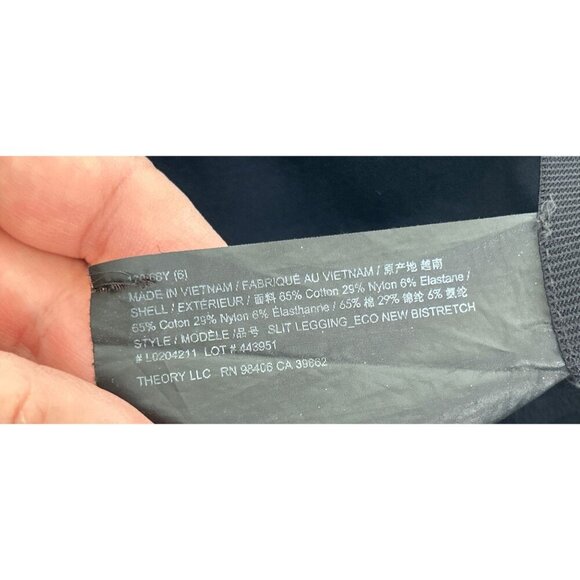 (6)
MADE IN VIETNAM / FABRIQUÉ AU VIETNAM / 原产地 越南
SHELL / EXTÉRIEUR / 面料 65% Cotton 29% Nylon 6% Elastane /
65% Coton 29% Nylon 6% Élasthanne / 65% 棉 29% 锦纶 6% 氨纶
STYLE / MODÈLE / 品号 SLIT LEGGING_ECO NEW BISTRETCH
# L0204211 LOT # 443951
THEORY LLC RN 98406 CA 39662